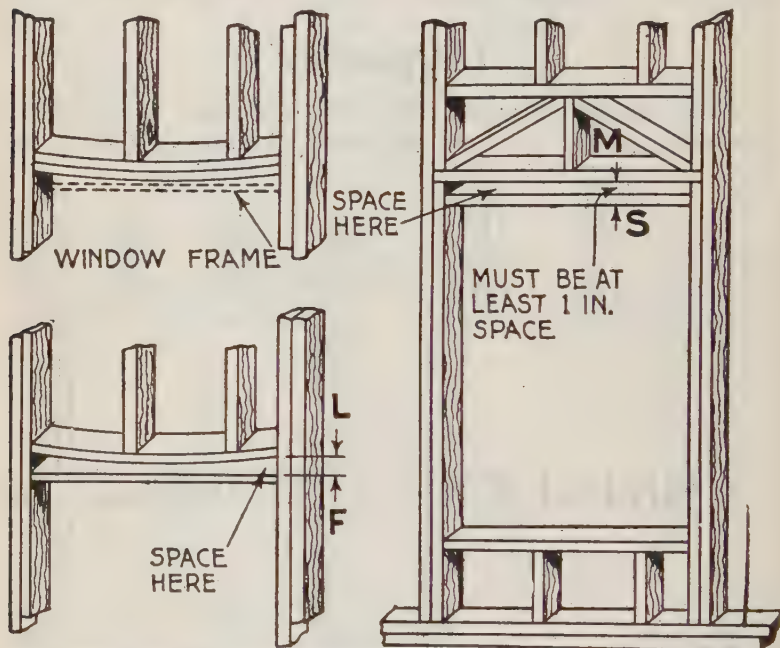 WINDOW FRAME
L
F
SPACE
HERE
M
SPACE
HERE
S
MUST BE AT
LEAST 1 IN.
SPACE